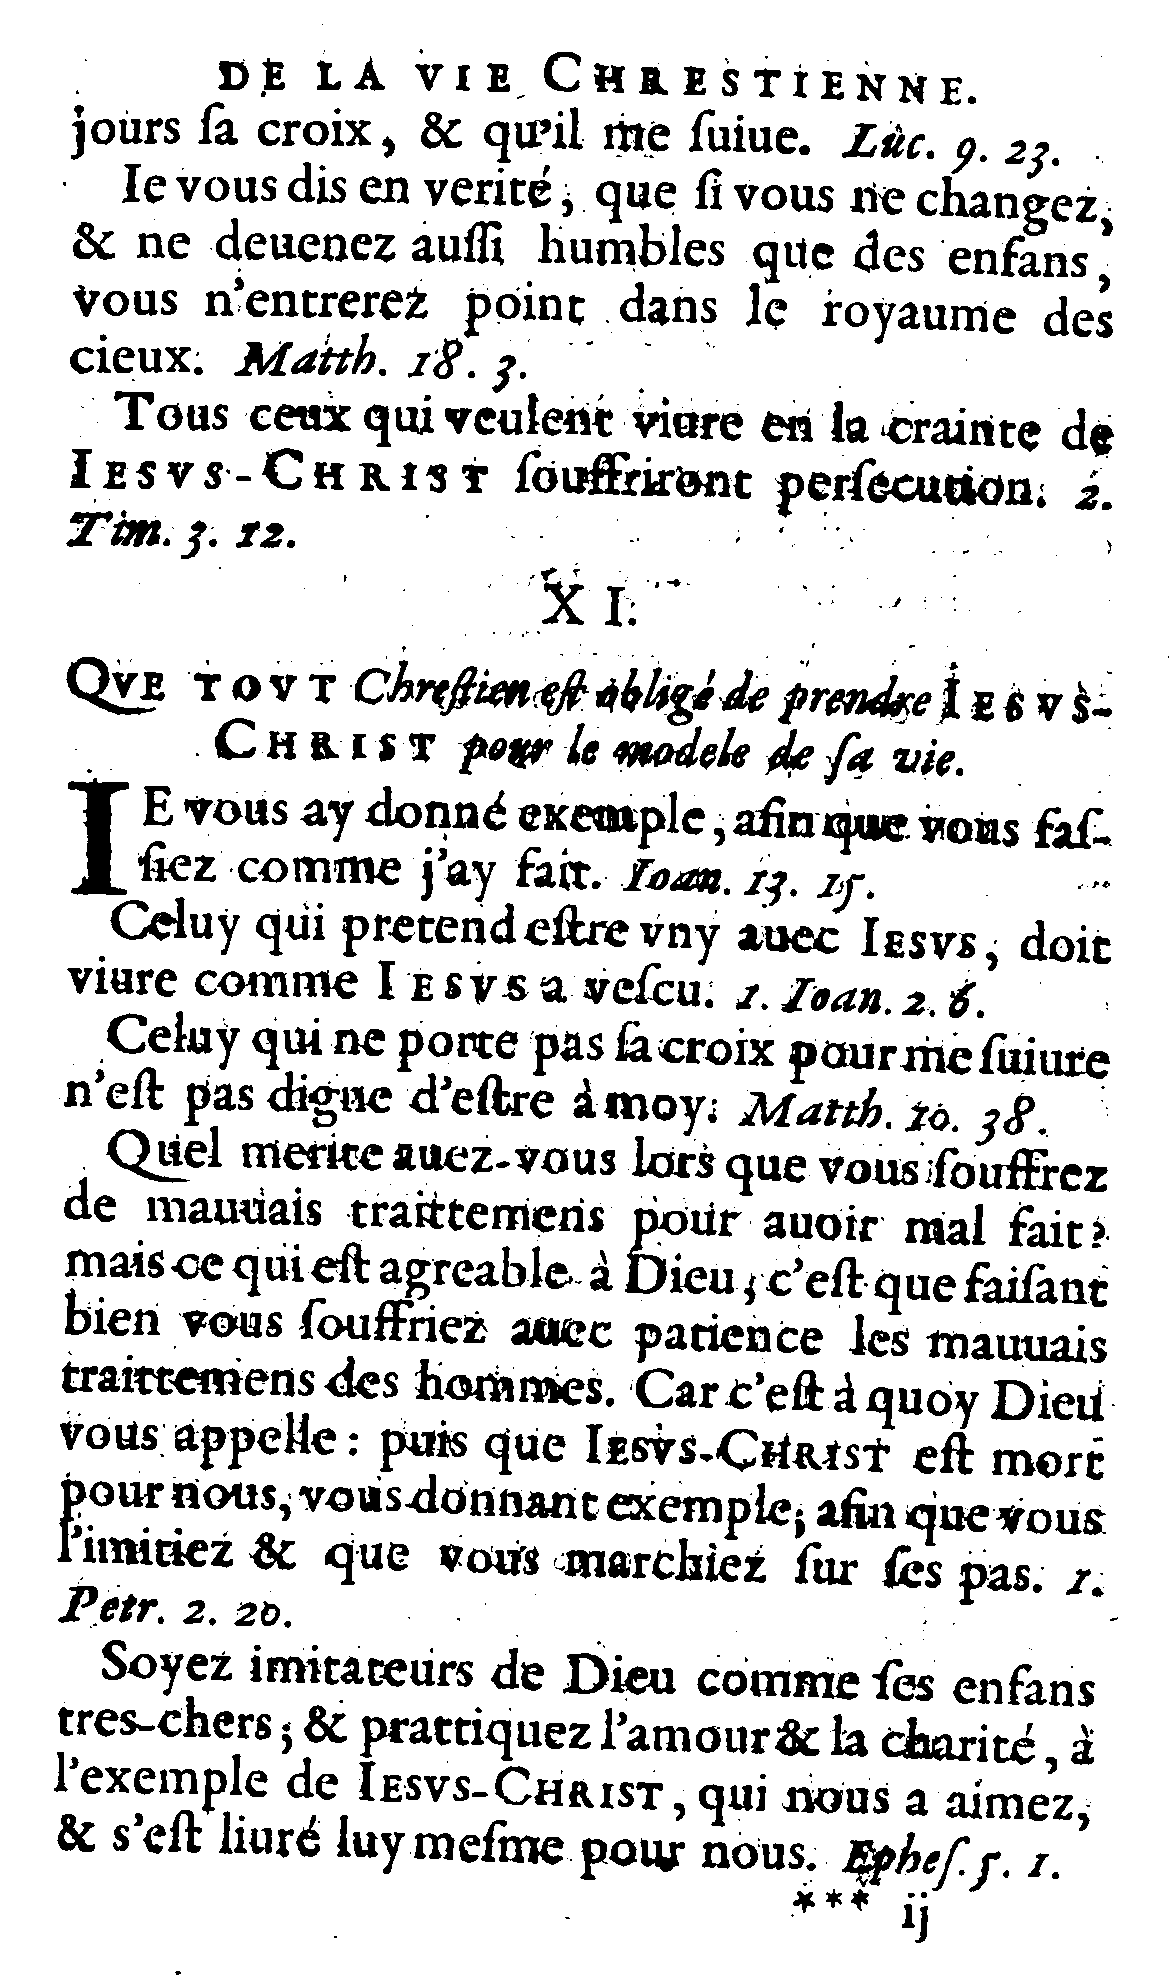 DE LA VIE CHRESTIENNE.
jours ſa croix, & qu'il me ſuiue. Luc. 9. 23.
Ie vous dis en verité, que ſi vous ne changez,
& ne deuenez auſſi humbles que des enfans,
vous n'entrerez point dans le royaume des
cieux. Matth. 18. 3.
Tous ceux qui veulent viure en la crainte de
IESVS-CHRIST ſouffriront perſecution. 2.
Tim. 3. 12.
XI.
QVE TOVT Chreſtien eſt obligé de prendre IESVS-
CHRIST pour le modele de ſa vie.
IE vous ay donné exemple, afin que vous faſ-
ſiez comme j'ay fait. Ioan. 13. 15.
Celuy qui pretend eſtre vny auec IESVS, doit
viure comme IESVS a veſcu. 1. Ioan. 2. 6.
Celuy qui ne porte pas ſa croix pour me ſuiure
n'eſt pas digne d'eſtre à moy. Matth. 10. 38.
Quel merite auez-vous lors que vous ſouffrez
de mauuais traittemens pour auoir mal fait?
mais ce qui eſt agreable à Dieu, c'eſt que faiſant
bien vous ſouffriez auec patience les mauuais
traittemens des hommes. Car c'eſt à quoy Dieu
vous appelle: puis que IESVS-CHRIST eſt mort
pour nous, vous donnant exemple, afin que vous
l'imitiez & que vous marchiez ſur ſes pas. 1.
Petr. 2. 20.
Soyez imitateurs de Dieu comme ſes enfans
tres-chers; & prattiquez l'amour & la charité, à
l'exemple de IESVS-CHRIST, qui nous a aimez,
& s'eſt liuré luy meſme pour nous. Epheſ. 5. 1.
*** ij